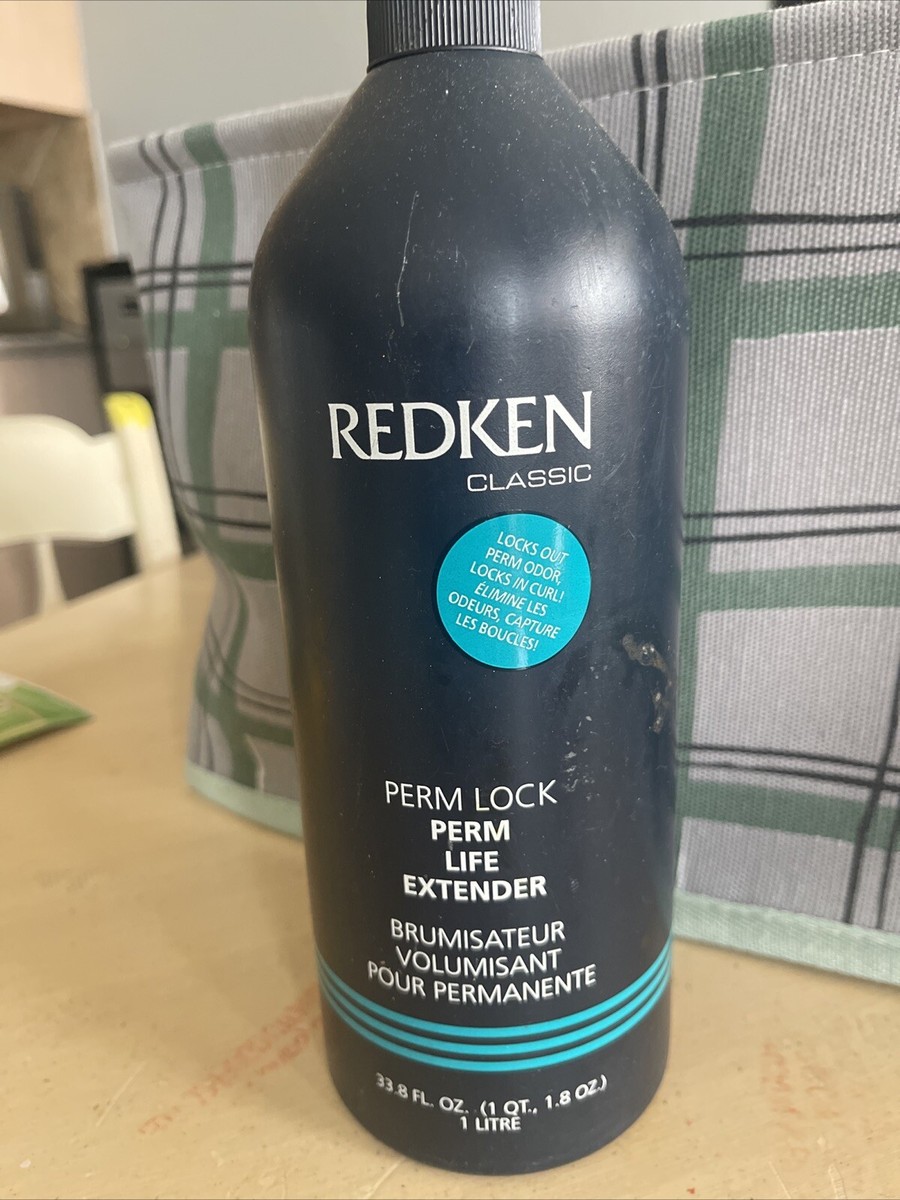 REDKEN
CLASSIC
LOCKS OUT
PERM ODOR,
LOCKS IN CURL!
ÉLIMINE LES
ODEURS, CAPTURE
LES BOUCLES!
PERM LOCK
PERM
LIFE
EXTENDER
BRUMISATEUR
VOLUMISANT
POUR PERMANENTE
33.8 FL. OZ. (1 QT., 1.8 OZ.)
1 LITRE